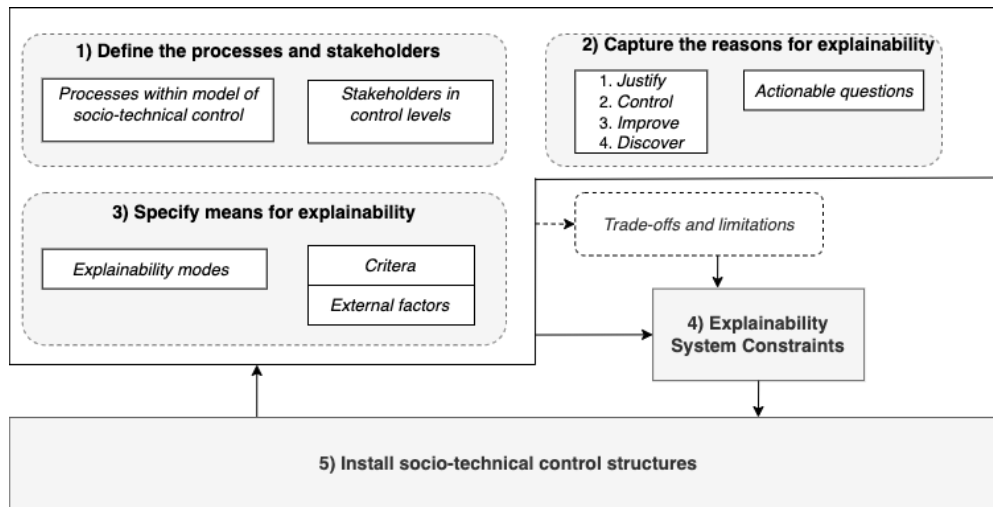 1) Define the processes and stakeholders
Processes within model of
socio-technical control
Stakeholders in
control levels
2) Capture the reasons for explainability
1. Justify
2. Control
3. Improve
4. Discover
Actionable questions
3) Specify means for explainability
Explainability modes
Critera
External factors
Trade-offs and limitations
4) Explainability
System Constraints
5) Install socio-technical control structures